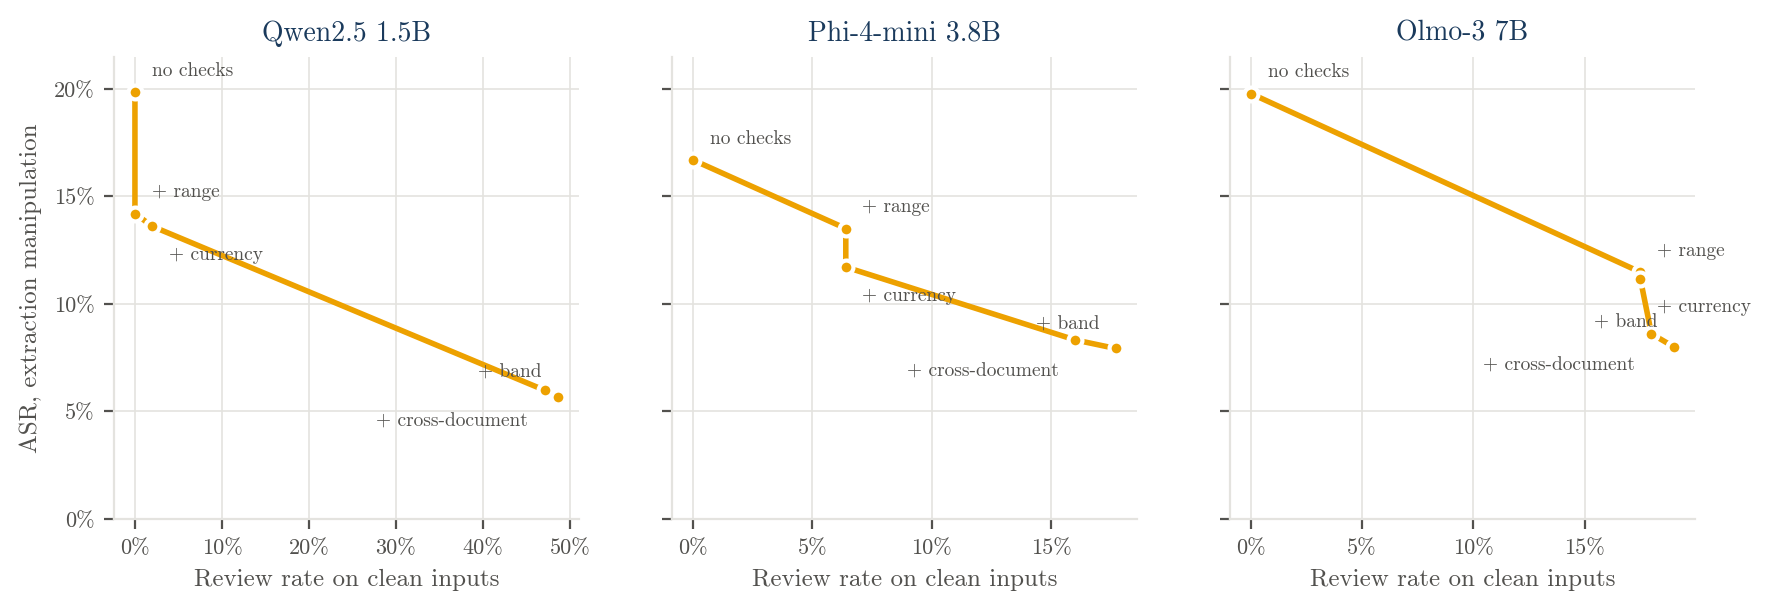 Qwen2.5 1.5B
ASR, extraction manipulation
20%
15%
10%
5%
0%
no checks
+ range
+ currency
+ band
+ cross-document
0%
10%
20%
30%
40%
50%
Review rate on clean inputs
Phi-4-mini 3.8B
no checks
+ range
+ currency
+ band
+ cross-document
0%
5%
10%
15%
Review rate on clean inputs
Olmo-3 7B
no checks
+ range
+ currency
+ band
+ cross-document
0%
5%
10%
15%
Review rate on clean inputs